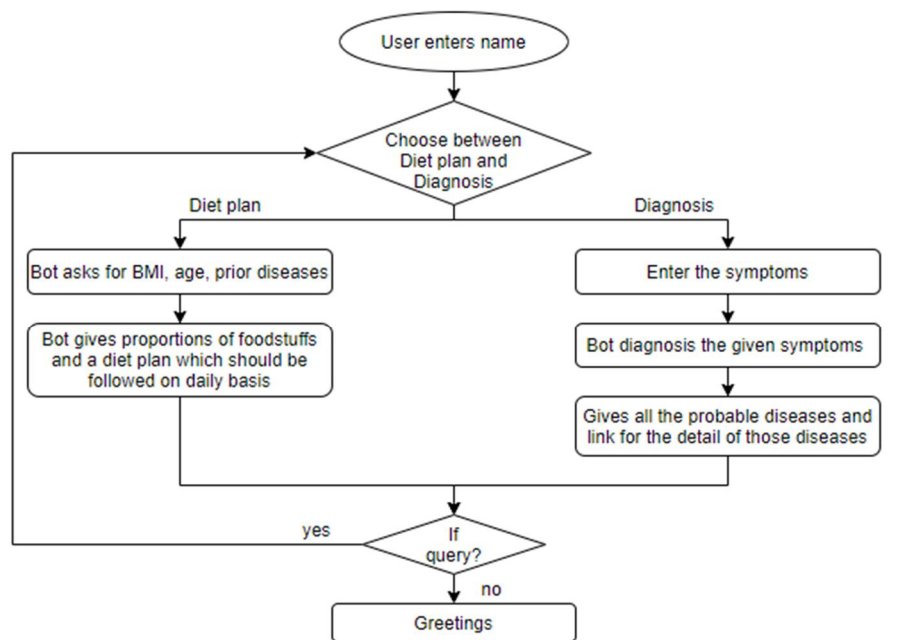 User enters name
Choose between
Diet plan and
Diagnosis
Diet plan
Diagnosis
Bot asks for BMI, age, prior diseases
Enter the symptoms
Bot gives proportions of foodstuffs
and a diet plan which should be
followed on daily basis
Bot diagnosis the given symptoms
Gives all the probable diseases and
link for the detail of those diseases
yes
If
query?
no
Greetings